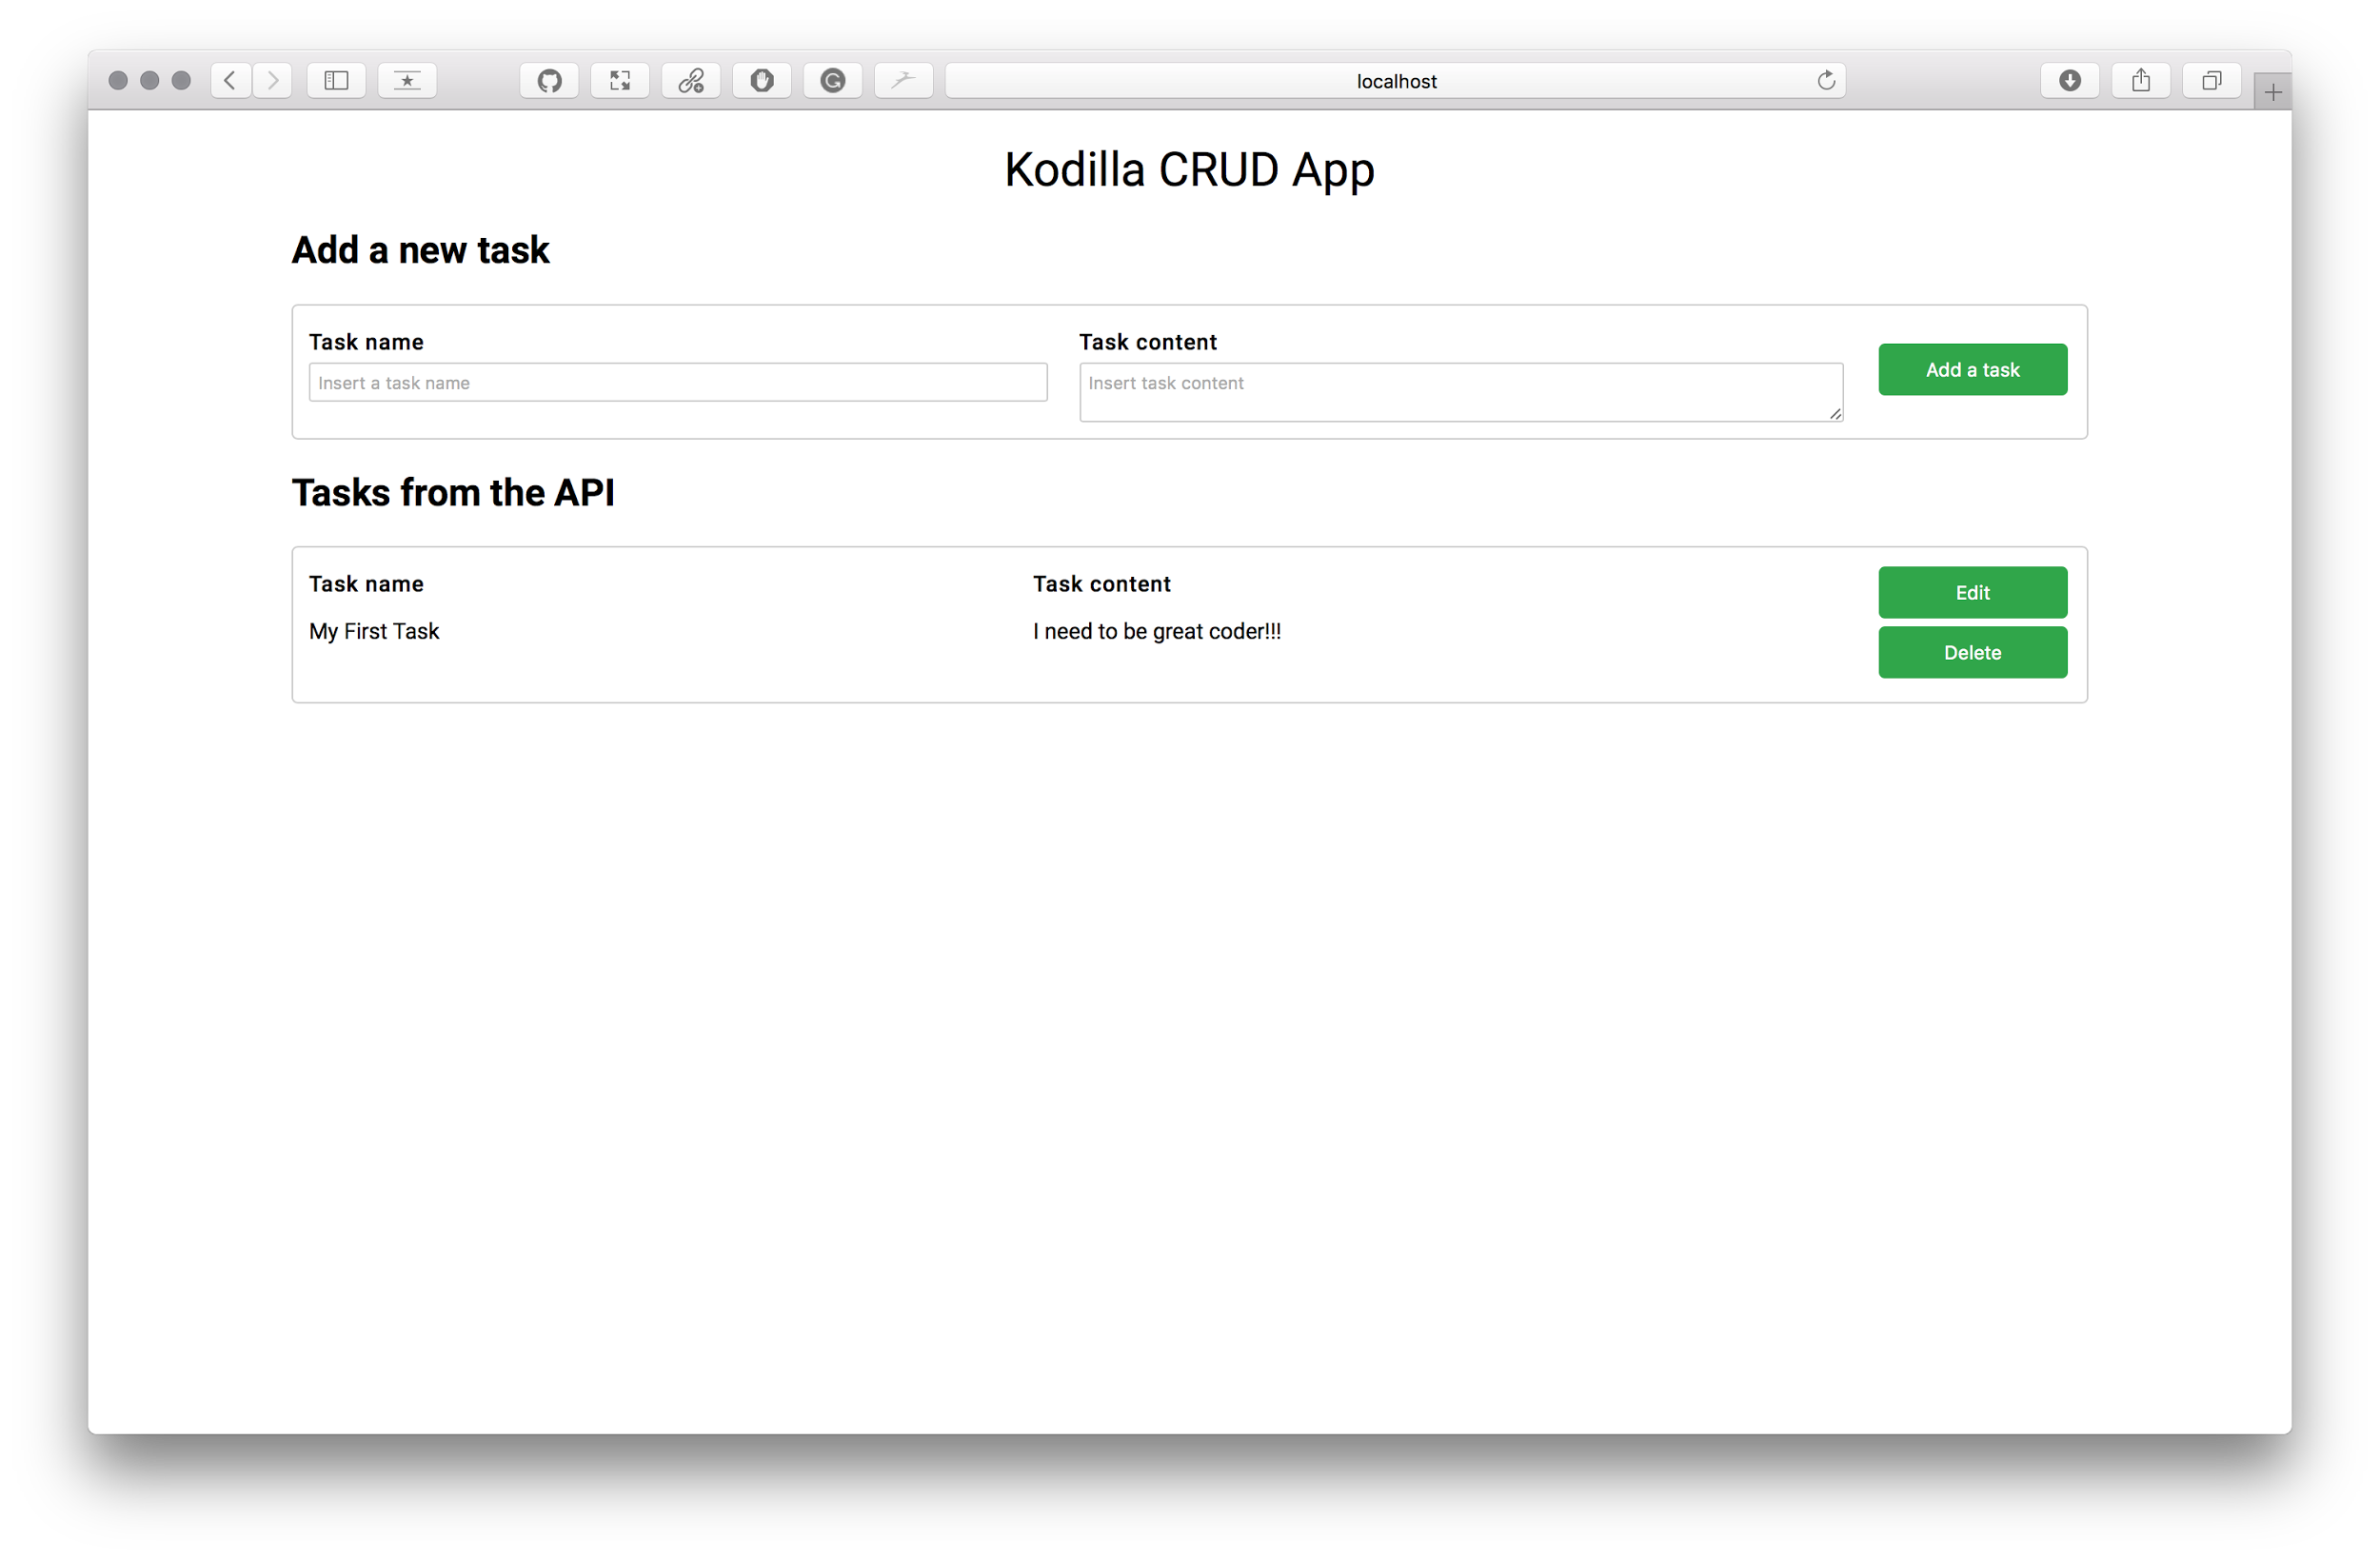 localhost
Kodilla CRUD App
Add a new task
Task name
Task content
Insert a task name
Insert task content
Add a task
Tasks from the API
Task name
Task content
Edit
My First Task
I need to be great coder!!!
Delete